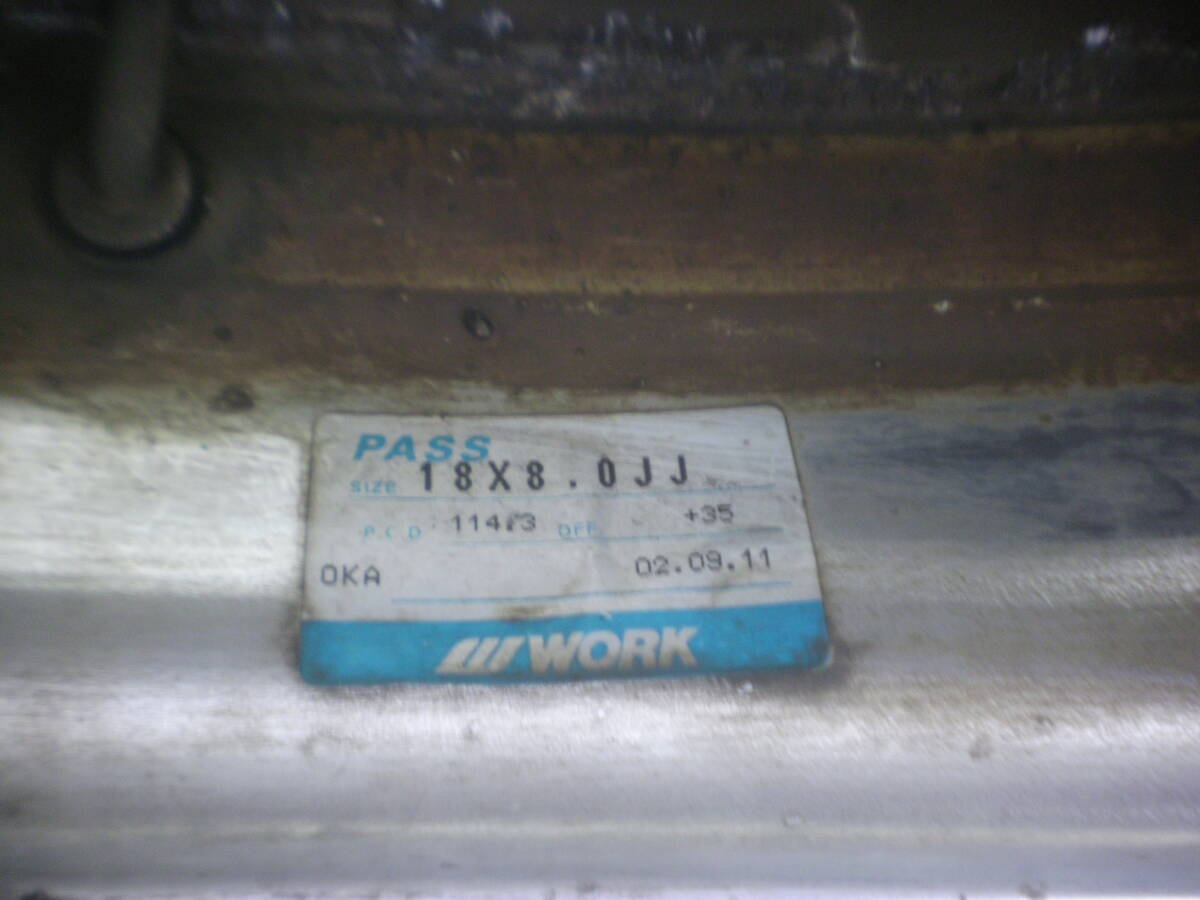 PASS
SIZE 18X8.0JJ
P.C.D 114.3 OFF +35
OKA 02.09.11
WORK